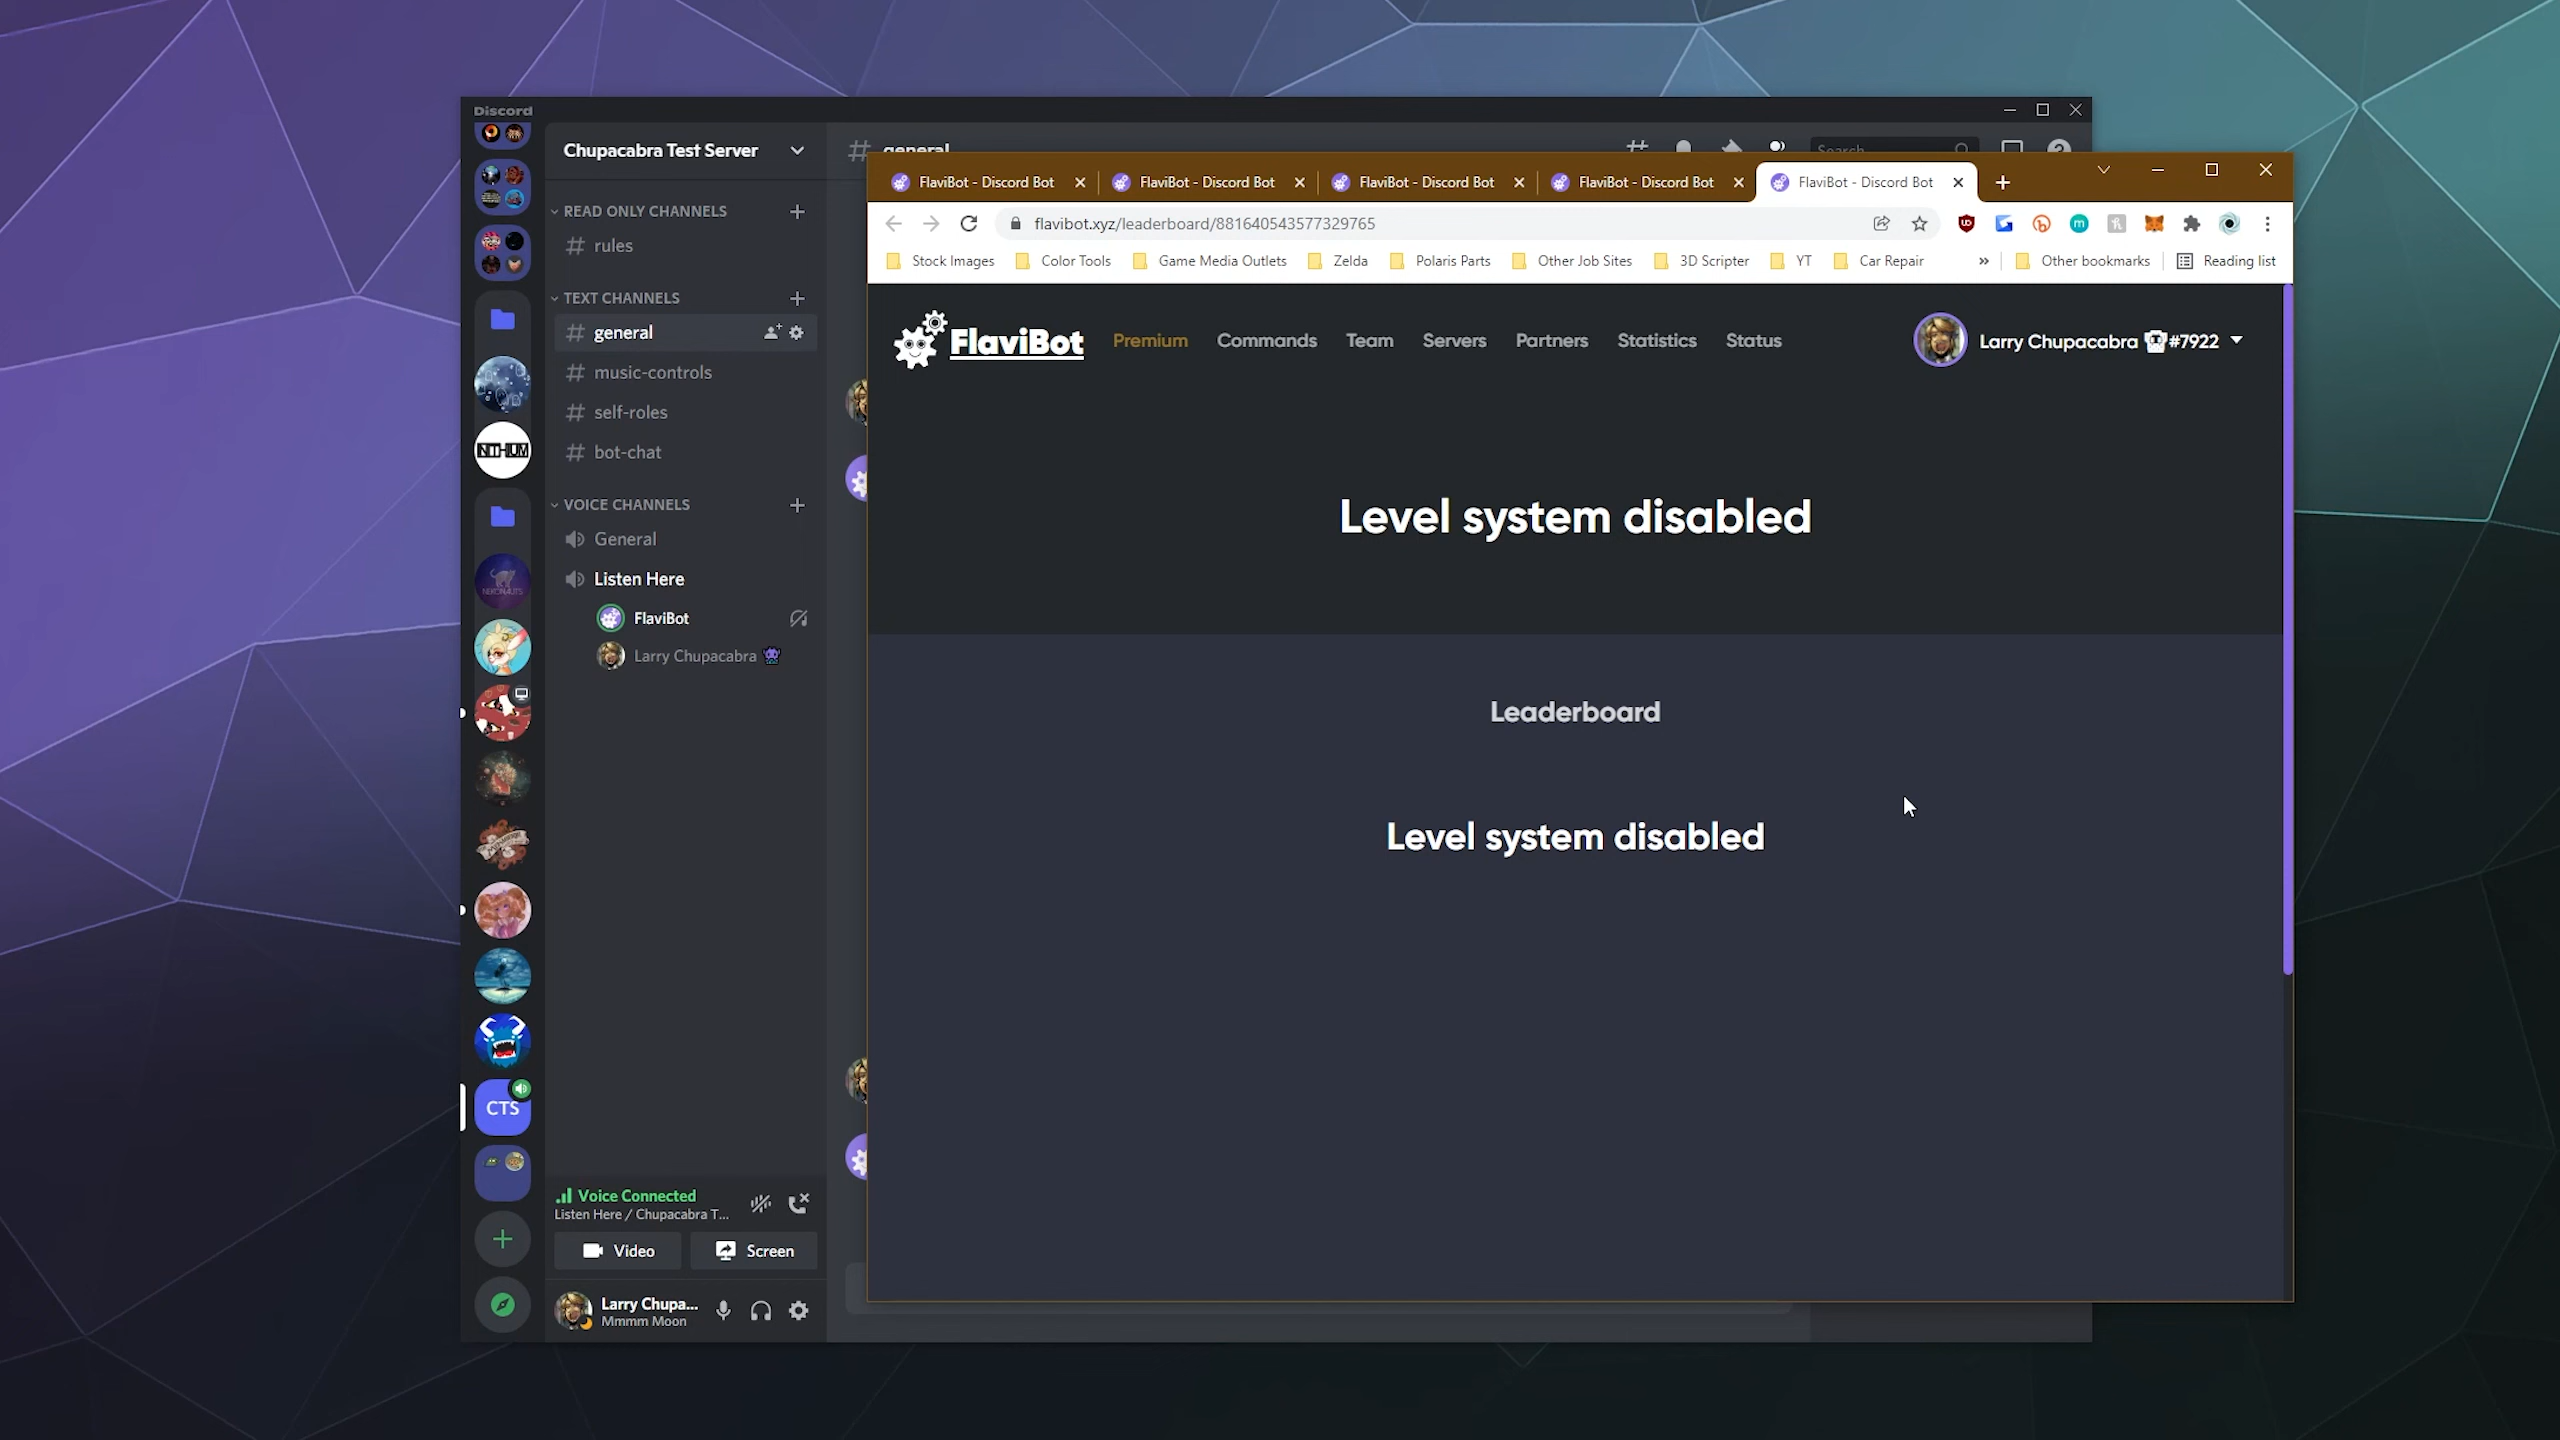 Discord
Chupacabra Test Server
READ ONLY CHANNELS
rules
TEXT CHANNELS
general
music-controls
self-roles
bot-chat
VOICE CHANNELS
General
Listen Here
FlaviBot
Larry Chupacabra
NITHIUM
CTS
Voice Connected
Listen Here / Chupacabra T...
Video
Screen
Larry Chupa...
Mmmm Moon
general
Search
FlaviBot - Discord Bot
FlaviBot - Discord Bot
FlaviBot - Discord Bot
FlaviBot - Discord Bot
FlaviBot - Discord Bot
flavibot.xyz/leaderboard/881640543577329765
Stock Images
Color Tools
Game Media Outlets
Zelda
Polaris Parts
Other Job Sites
3D Scripter
YT
Car Repair
»
Other bookmarks
Reading list
FlaviBot
Premium
Commands
Team
Servers
Partners
Statistics
Status
Larry Chupacabra #7922
Level system disabled
Leaderboard
Level system disabled